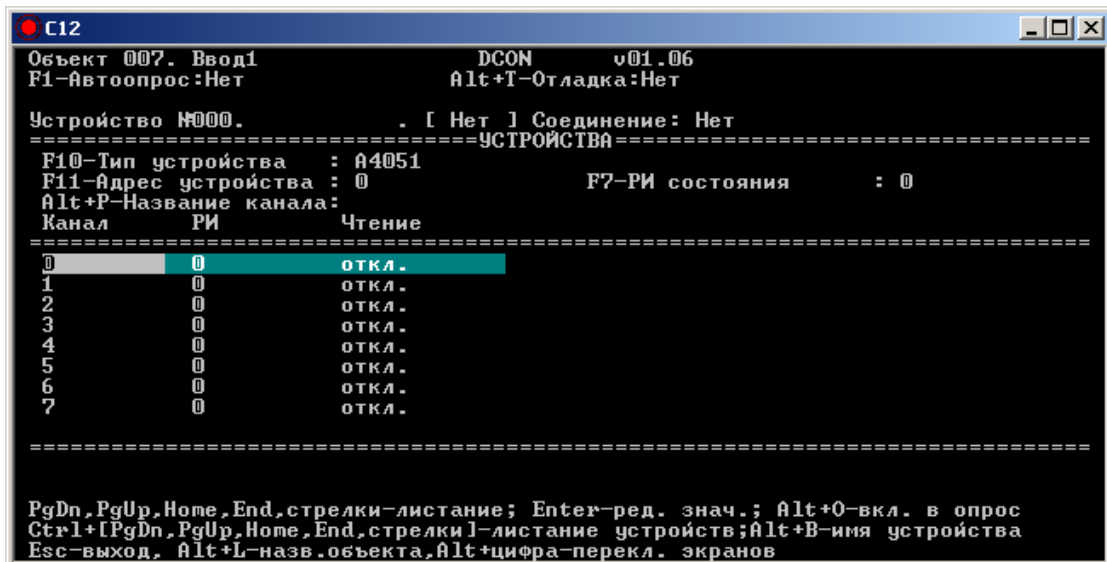 C12
Объект 007. Ввод1 DCON v01.06
F1-Автоопрос:Нет Alt+T-Отладка:Нет
Устройство №000. . [ Нет ] Соединение: Нет
=================================УСТРОЙСТВА===================================
F10-Тип устройства : A4051
F11-Адрес устройства : 0 F7-РИ состояния : 0
Alt+P-Название канала:
Канал РИ Чтение
==============================================================================
0 0 откл.
1 0 откл.
2 0 откл.
3 0 откл.
4 0 откл.
5 0 откл.
6 0 откл.
7 0 откл.
==============================================================================
PgDn,PgUp,Home,End,стрелки-листание; Enter-ред. знач.; Alt+O-вкл. в опрос
Ctrl+[PgDn,PgUp,Home,End,стрелки]-листание устройств;Alt+B-имя устройства
Esc-выход, Alt+L-назв.объекта,Alt+цифра-перекл. экранов